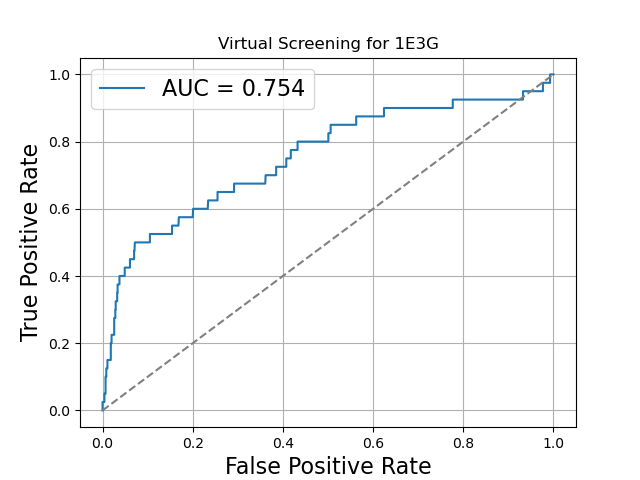 Virtual Screening for 1E3G
AUC = 0.754
True Positive Rate
1.0
0.8
0.6
0.4
0.2
0.0
0.0 0.2 0.4 0.6 0.8 1.0
False Positive Rate